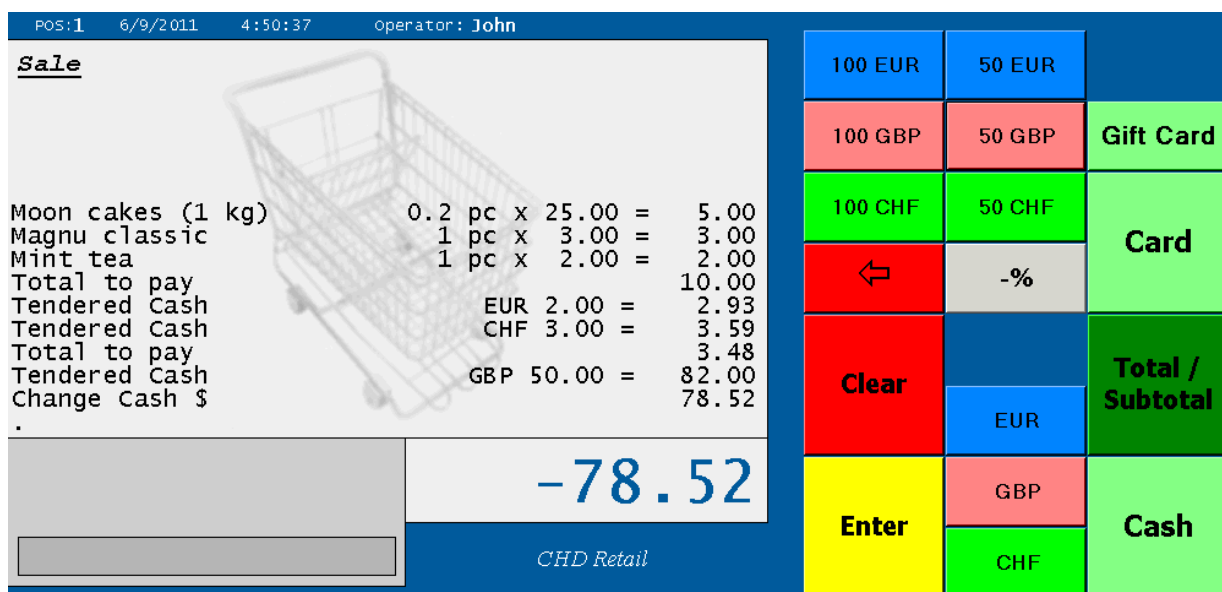 POS:1 6/9/2011 4:50:37 Operator: John
Sale
Moon cakes (1 kg) 0.2 pc x 25.00 = 5.00
Magnu classic 1 pc x 3.00 = 3.00
Mint tea 1 pc x 2.00 = 2.00
Total to pay 10.00
Tendered Cash EUR 2.00 = 2.93
Tendered Cash CHF 3.00 = 3.59
Total to pay 3.48
Tendered Cash GBP 50.00 = 82.00
Change Cash $ 78.52
.
-78.52
CHD Retail
100 EUR 50 EUR
100 GBP 50 GBP Gift Card
100 CHF 50 CHF
Card
-%
Clear
Total /
Subtotal
EUR
GBP
Enter
Cash
CHF